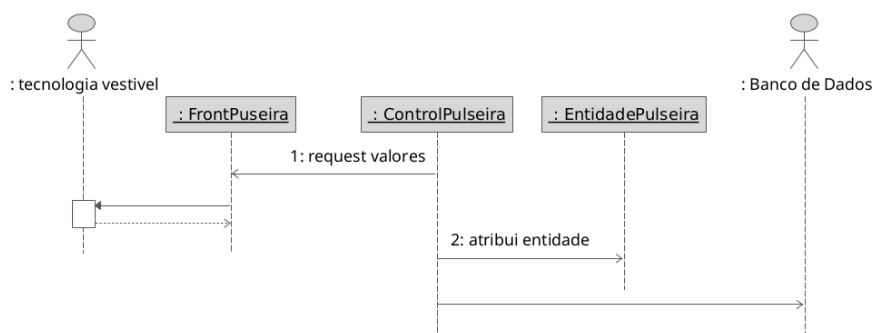 : tecnologia vestivel
: Banco de Dados
: FrontPuseira
: ControlPulseira
: EntidadePulseira
1: request valores
2: atribui entidade